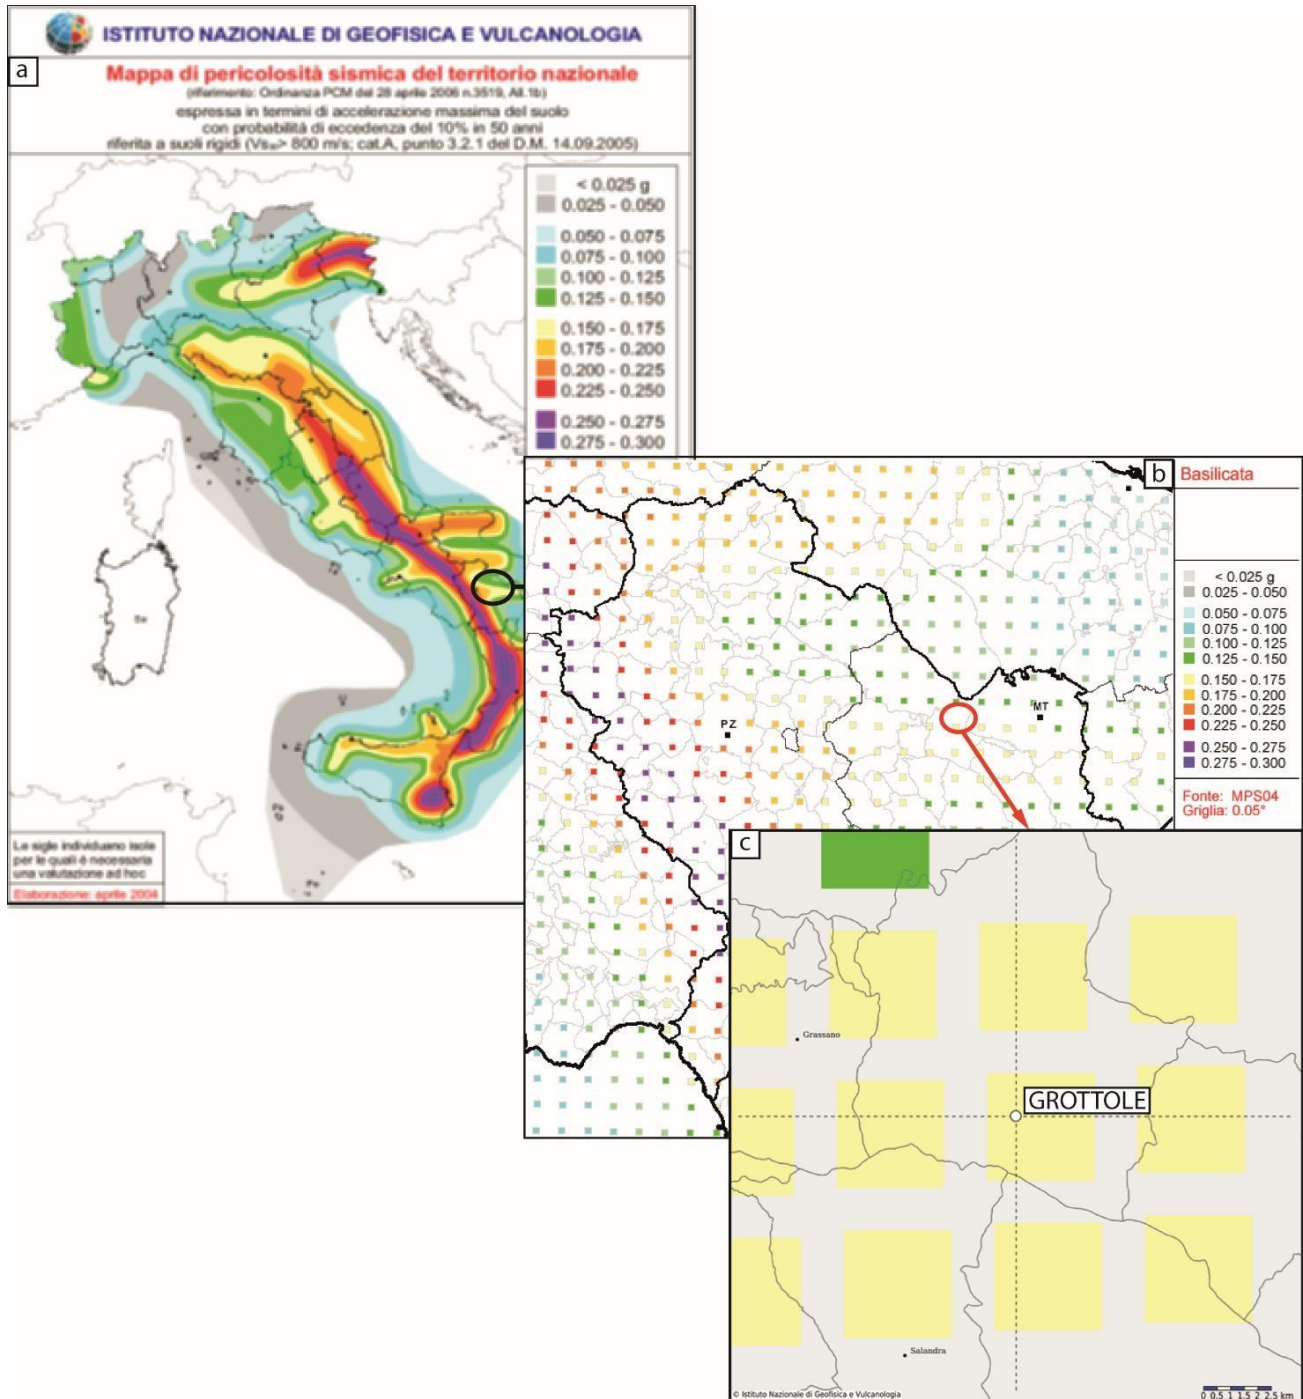 ISTITUTO NAZIONALE DI GEOFISICA E VULCANOLOGIA
a
Mappa di pericolosità sismica del territorio nazionale
(riferimento: Ordinanza PCM del 28 aprile 2006 n.3519, All.1b)
espressa in termini di accelerazione massima del suolo
con probabilità di eccedenza del 10% in 50 anni
riferita a suoli rigidi (Vs₃₀> 800 m/s; cat.A, punto 3.2.1 del D.M. 14.09.2005)
< 0.025 g
0.025 - 0.050
0.050 - 0.075
0.075 - 0.100
0.100 - 0.125
0.125 - 0.150
0.150 - 0.175
0.175 - 0.200
0.200 - 0.225
0.225 - 0.250
0.250 - 0.275
0.275 - 0.300
Le sigle individuano isole
per le quali è necessaria
una valutazione ad hoc
Elaborazione: aprile 2004
b
Basilicata
< 0.025 g
0.025 - 0.050
0.050 - 0.075
0.075 - 0.100
0.100 - 0.125
0.125 - 0.150
0.150 - 0.175
0.175 - 0.200
0.200 - 0.225
0.225 - 0.250
0.250 - 0.275
0.275 - 0.300
Fonte: MPS04
Griglia: 0.05°
PZ
MT
c
Grassano
GROTTOLE
Salandra
© Istituto Nazionale di Geofisica e Vulcanologia
0 0.5 1 1.5 2 2.5 km